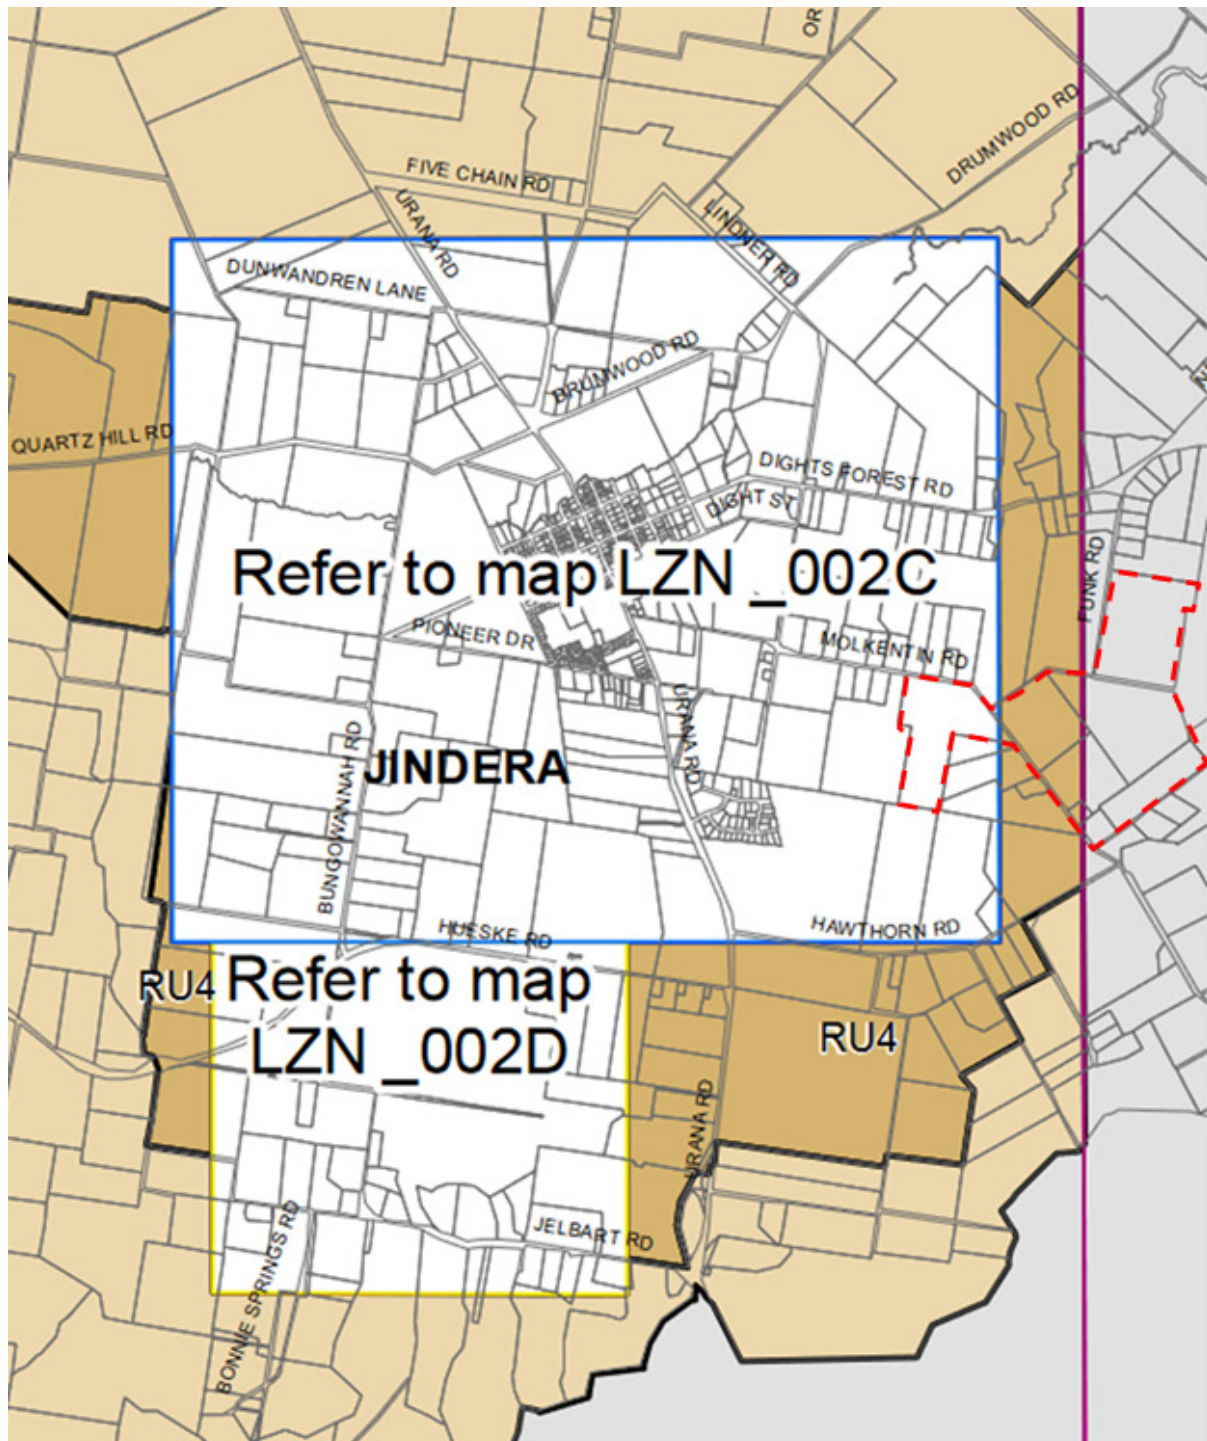 OR
DRUMWOOD RD
FIVE CHAIN RD
URANA RD
LINDNER RD
DUNWANDREN LANE
BRUMWOOD RD
QUARTZ HILL RD
DIGHTS FOREST RD
DIGHT ST
Refer to map LZN _002C
FUNK RD
PIONEER DR
MOLKENTIN RD
URANA RD
JINDERA
BUNGOWANNAH RD
HUESKE RD
HAWTHORN RD
RU4
Refer to map
LZN _002D
RU4
URANA RD
JELBART RD
BONNIE SPRINGS RD